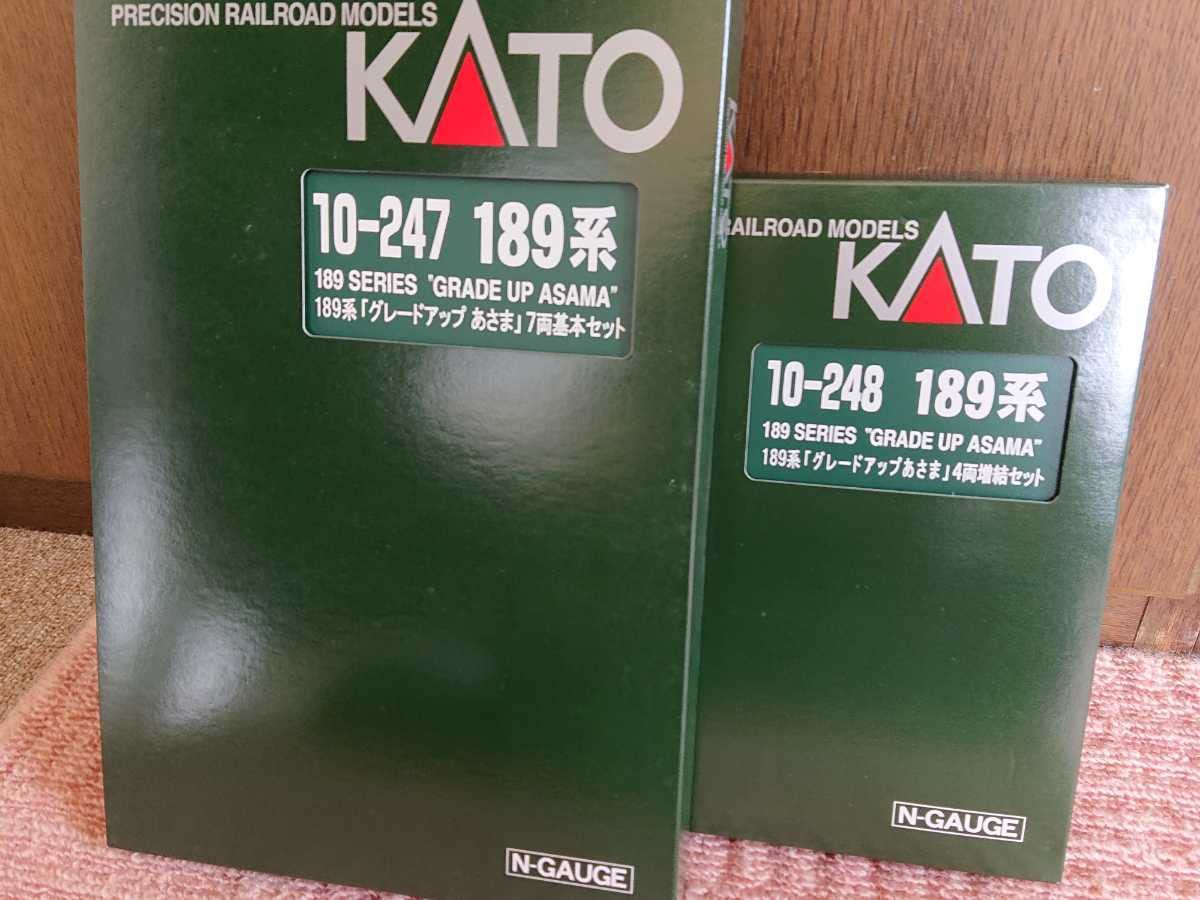 PRECISION RAILROAD MODELS
KATO
10-247 189系
189 SERIES "GRADE UP ASAMA"
189系「グレードアップ あさま」7両基本セット
N-GAUGE
RAILROAD MODELS
KATO
10-248 189系
189 SERIES "GRADE UP ASAMA"
189系「グレードアップあさま」4両増結セット
N-GAUGE